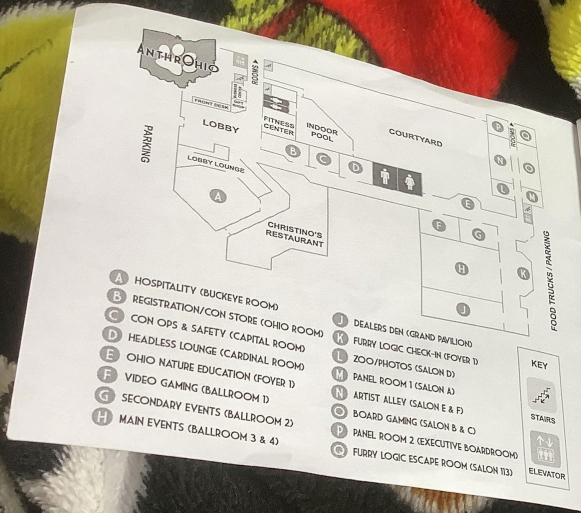 ANTHROHIO
ROOMS
FRONT DESK
LOBBY
LOBBY LOUNGE
PARKING
FITNESS
CENTER
INDOOR
POOL
COURTYARD
ROOMS
A
B
C
D
E
F
G
H
J
K
L
M
N
O
P
Q
CHRISTINO'S
RESTAURANT
FOOD TRUCKS / PARKING
A HOSPITALITY (BUCKEYE ROOM)
B REGISTRATION/CON STORE (OHIO ROOM)
C CON OPS & SAFETY (CAPITAL ROOM)
D HEADLESS LOUNGE (CARDINAL ROOM)
E OHIO NATURE EDUCATION (FOYER 1)
F VIDEO GAMING (BALLROOM 1)
G SECONDARY EVENTS (BALLROOM 2)
H MAIN EVENTS (BALLROOM 3 & 4)
J DEALERS DEN (GRAND PAVILION)
K FURRY LOGIC CHECK-IN (FOYER 1)
L ZOO/PHOTOS (SALON D)
M PANEL ROOM 1 (SALON A)
N ARTIST ALLEY (SALON E & F)
O BOARD GAMING (SALON B & C)
P PANEL ROOM 2 (EXECUTIVE BOARDROOM)
Q FURRY LOGIC ESCAPE ROOM (SALON 113)
KEY
STAIRS
ELEVATOR